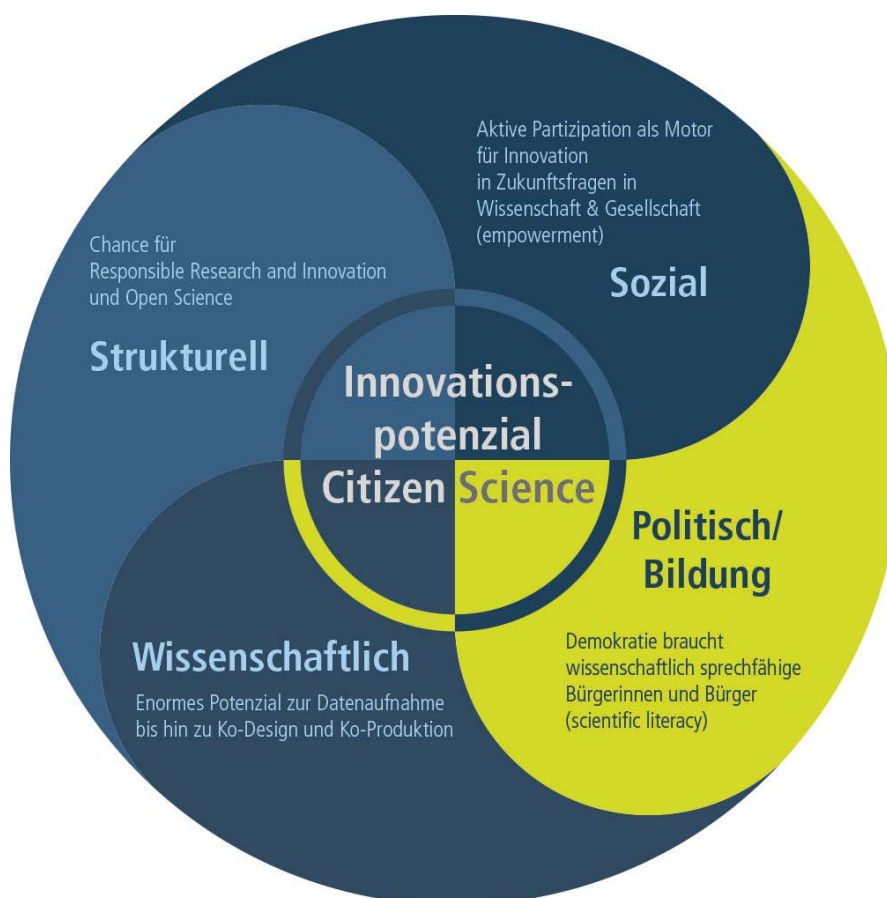 Aktive Partizipation als Motor
für Innovation
in Zukunftsfragen in
Wissenschaft & Gesellschaft
(empowerment)
Sozial
Chance für
Responsible Research and Innovation
und Open Science
Strukturell
Innovations-
potenzial
Citizen Science
Politisch/
Bildung
Demokratie braucht
wissenschaftlich sprechfähige
Bürgerinnen und Bürger
(scientific literacy)
Wissenschaftlich
Enormes Potenzial zur Datenaufnahme
bis hin zu Ko-Design und Ko-Produktion